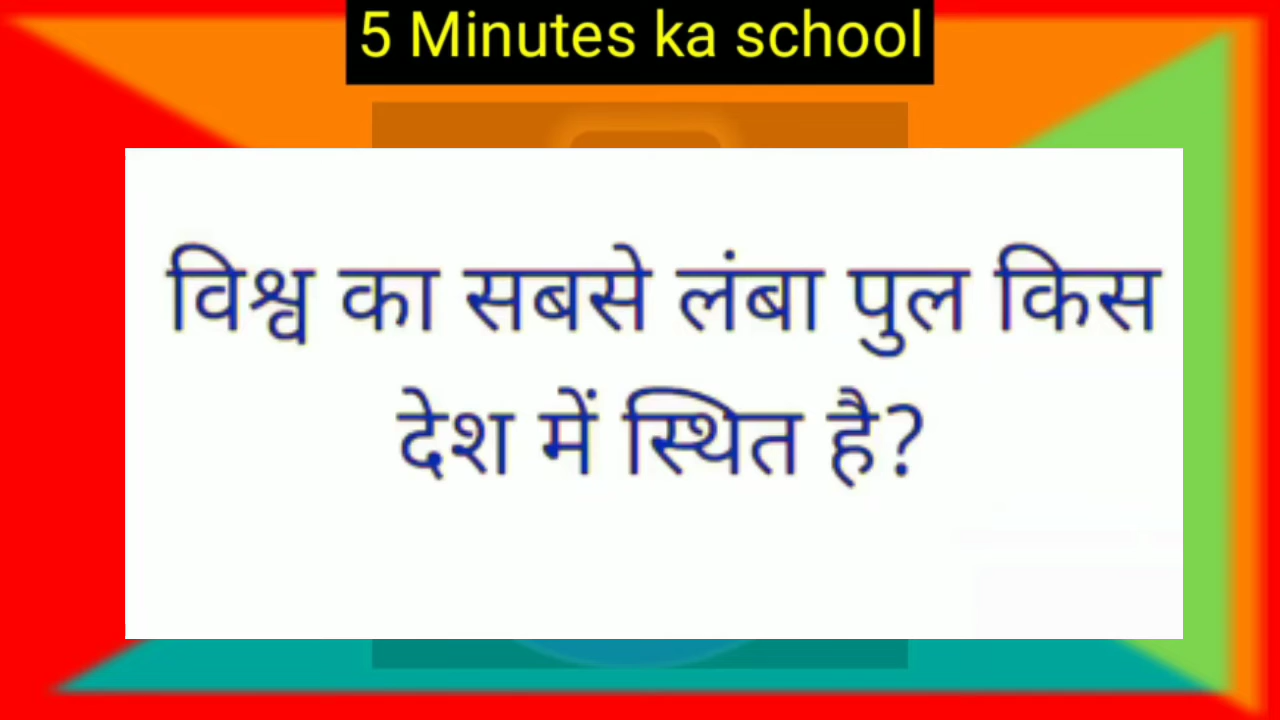 5 Minutes ka school
विश्व का सबसे लंबा पुल किस
देश में स्थित है?